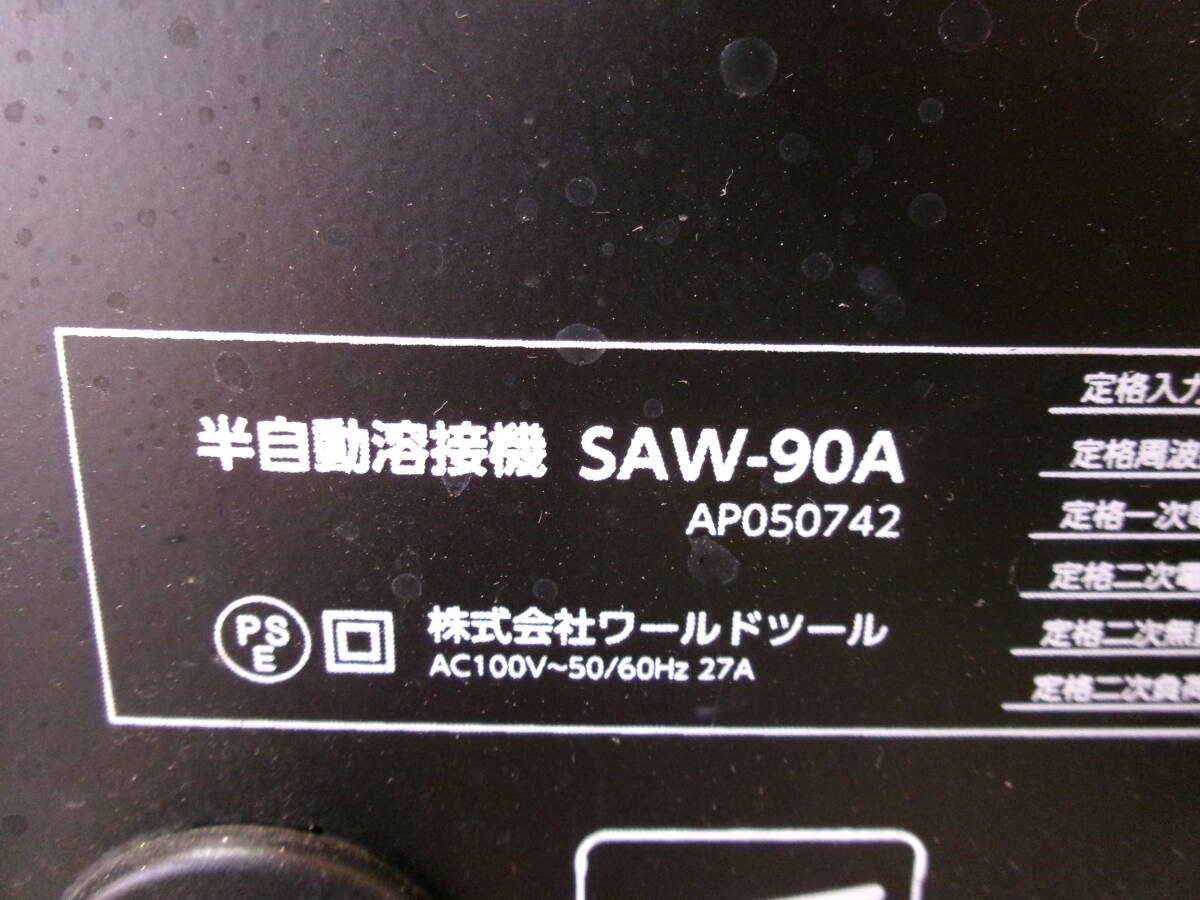 半自動溶接機 SAW-90A
AP050742
PS
E
株式会社ワールドツール
AC100V~50/60Hz 27A
定格入力
定格周波
定格一次
定格二次電
定格二次無
定格二次負